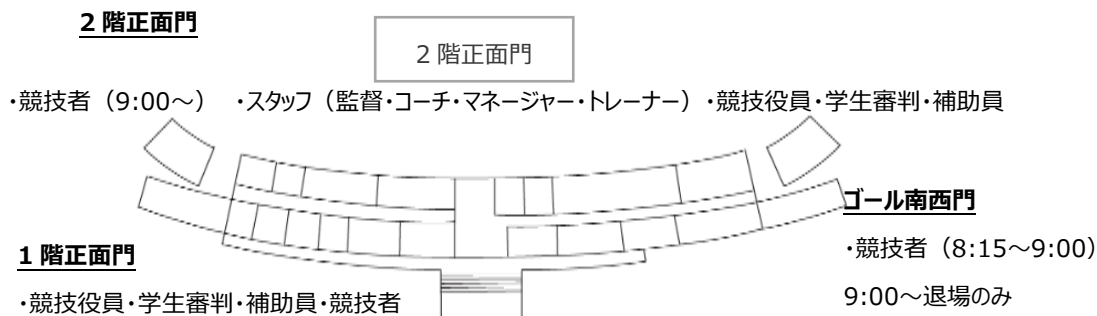 2 階正面門
2 階正面門
・競技者（9:00～） ・スタッフ（監督・コーチ・マネージャー・トレーナー）・競技役員・学生審判・補助員
ゴール南西門
・競技者（8:15～9:00）
9:00～退場のみ
1 階正面門
・競技役員・学生審判・補助員・競技者